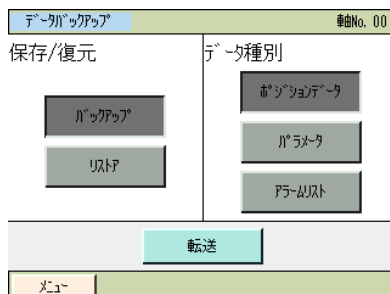 ﾃﾞｰﾀﾊﾞｯｸｱｯﾌﾟ
軸No. 00
保存/復元
ﾃﾞｰﾀ種別
ﾊﾞｯｸｱｯﾌﾟ
ﾘｽﾄｱ
ﾎﾟｼﾞｼｮﾝﾃﾞｰﾀ
ﾊﾟﾗﾒｰﾀ
ｱﾗｰﾑﾘｽﾄ
転送
ﾒﾆｭｰ